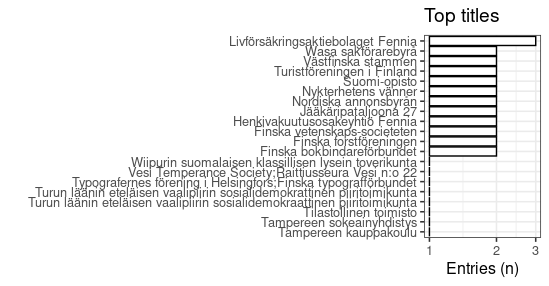 Top titles
Livförsäkringsaktiebolaget Fennia
Wasa sakförarebyrå
Västfinska stammen
Turistföreningen i Finland
Suomi-opisto
Nykterhetens vänner
Nordiska annonsbyrån
Jääkäripataljoona 27
Henkivakuutusosakeyhtiö Fennia
Finska vetenskaps-societeten
Finska forstföreningen
Finska bokbindareförbundet
Wiipurin suomalaisen klassillisen lysein toverikunta
Vesi Temperance Society;Raittiusseura Vesi n:o 22
Typografernes förening i Helsingfors;Finska typografförbundet
Turun läänin eteläisen vaalipiirin sosialidemokrattinen piiritoimikunta
Turun läänin eteläisen vaalipiirin sosialidemokraattinen piiritoimikunta
Tilastollinen toimisto
Tampereen sokeainyhdistys
Tampereen kauppakoulu
1 2 3
Entries (n)